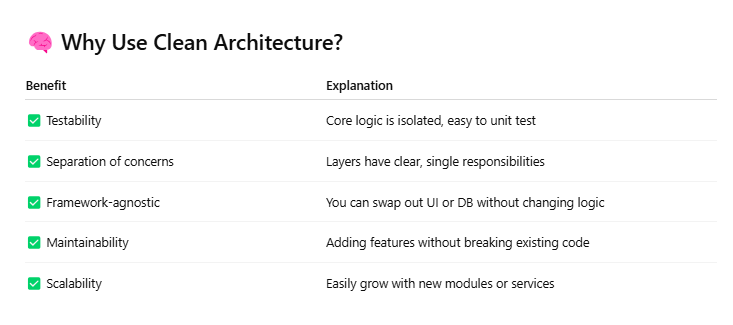 🧠 Why Use Clean Architecture?
Benefit Explanation
✅ Testability Core logic is isolated, easy to unit test
✅ Separation of concerns Layers have clear, single responsibilities
✅ Framework-agnostic You can swap out UI or DB without changing logic
✅ Maintainability Adding features without breaking existing code
✅ Scalability Easily grow with new modules or services